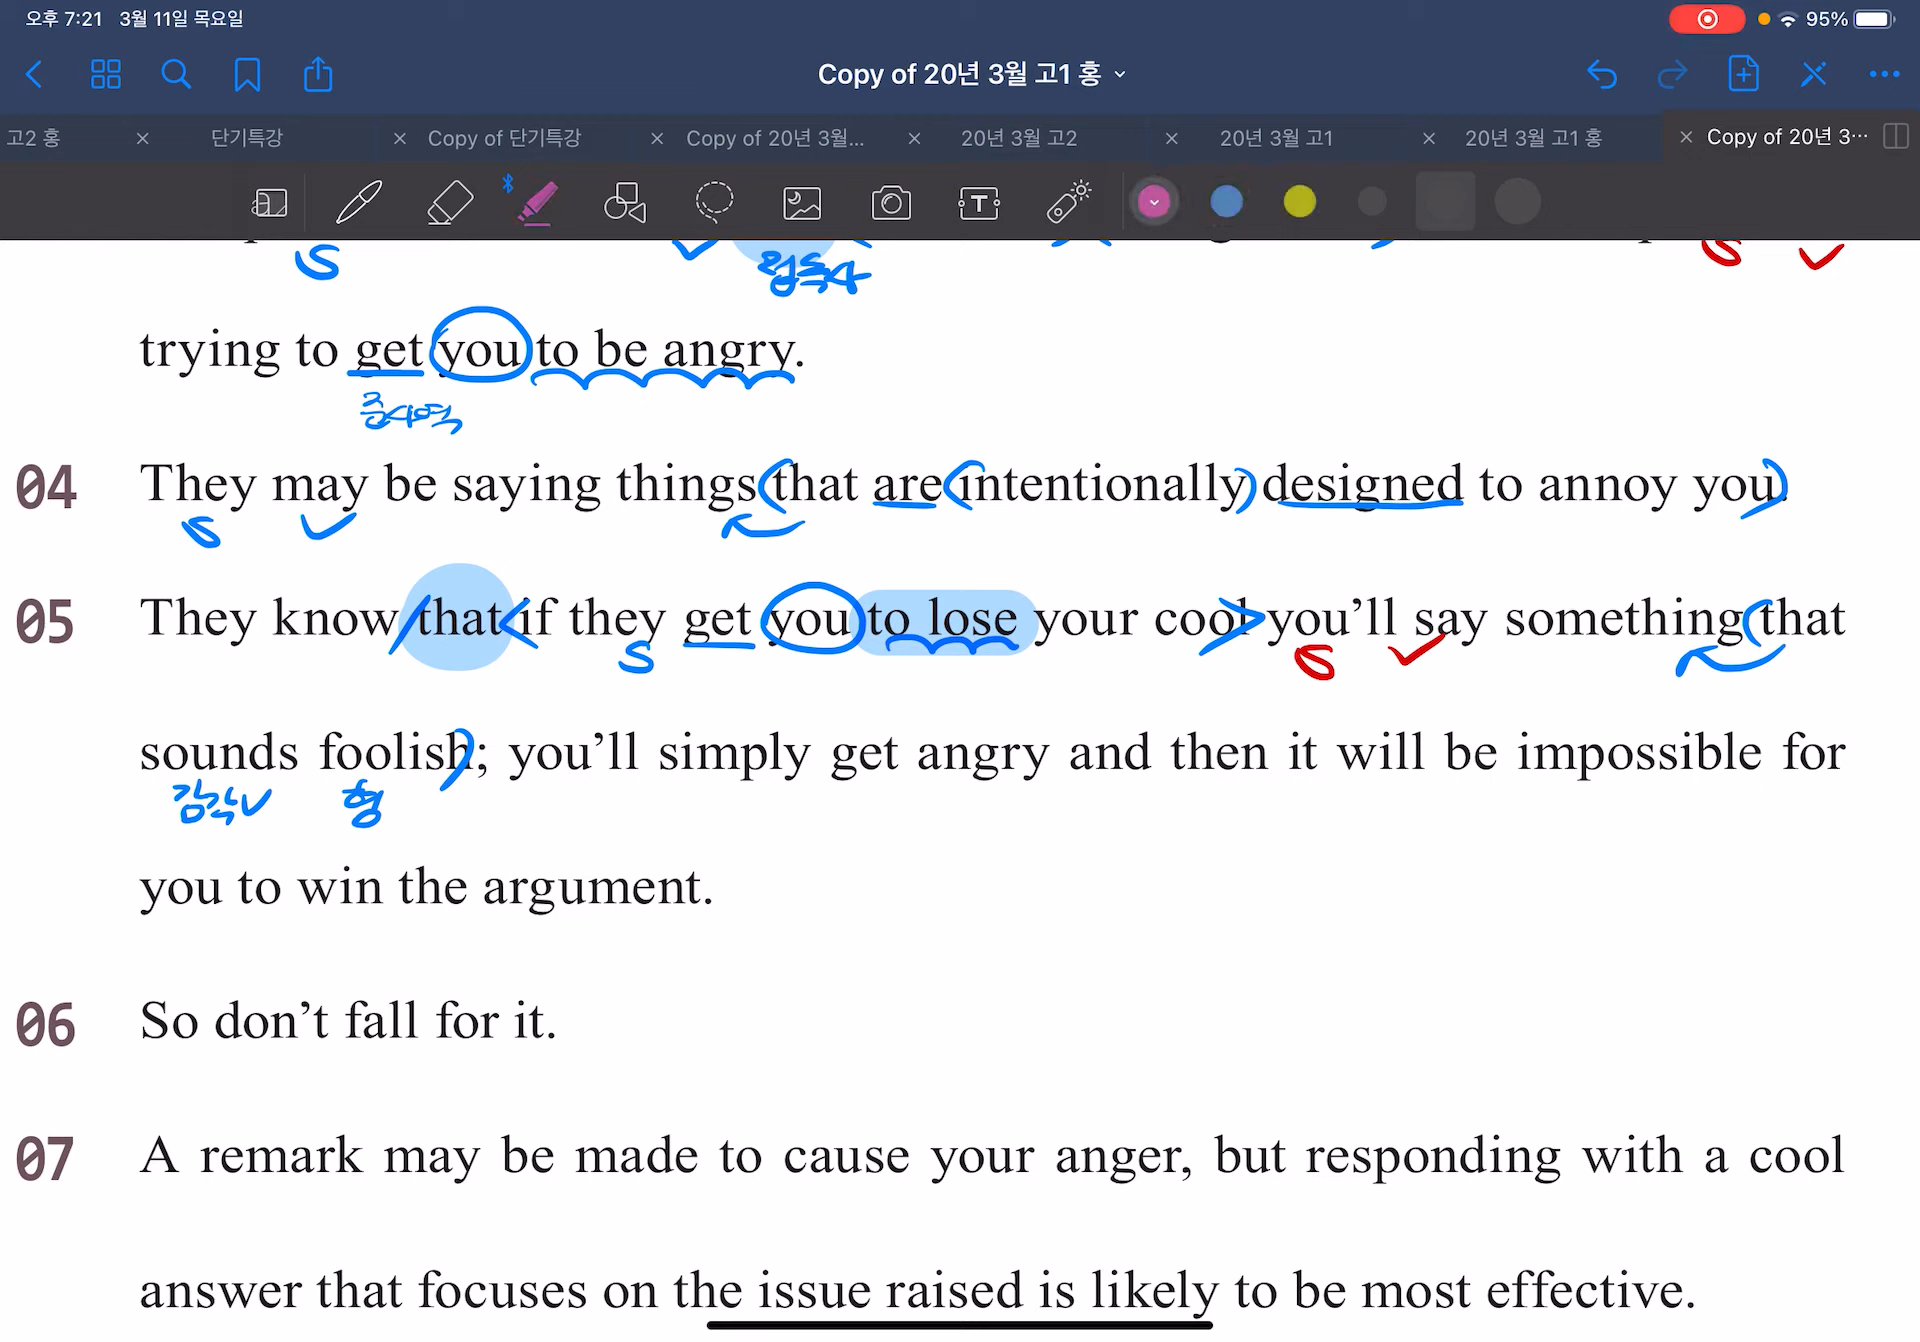 오후 7:21 3월 11일 목요일 95%
Copy of 20년 3월 고1 홍
고2 홍 단기특강 Copy of 단기특강 Copy of 20년 3월... 20년 3월 고2 20년 3월 고1 20년 3월 고1 홍 Copy of 20년 3…
S S
trying to get you to be angry.
준사역
04 They may be saying things that are intentionally designed to annoy you.
S
05 They know that if they get you to lose your cool you’ll say something that
S S
sounds foolish; you’ll simply get angry and then it will be impossible for
감각V 형
you to win the argument.
06 So don’t fall for it.
07 A remark may be made to cause your anger, but responding with a cool
answer that focuses on the issue raised is likely to be most effective.